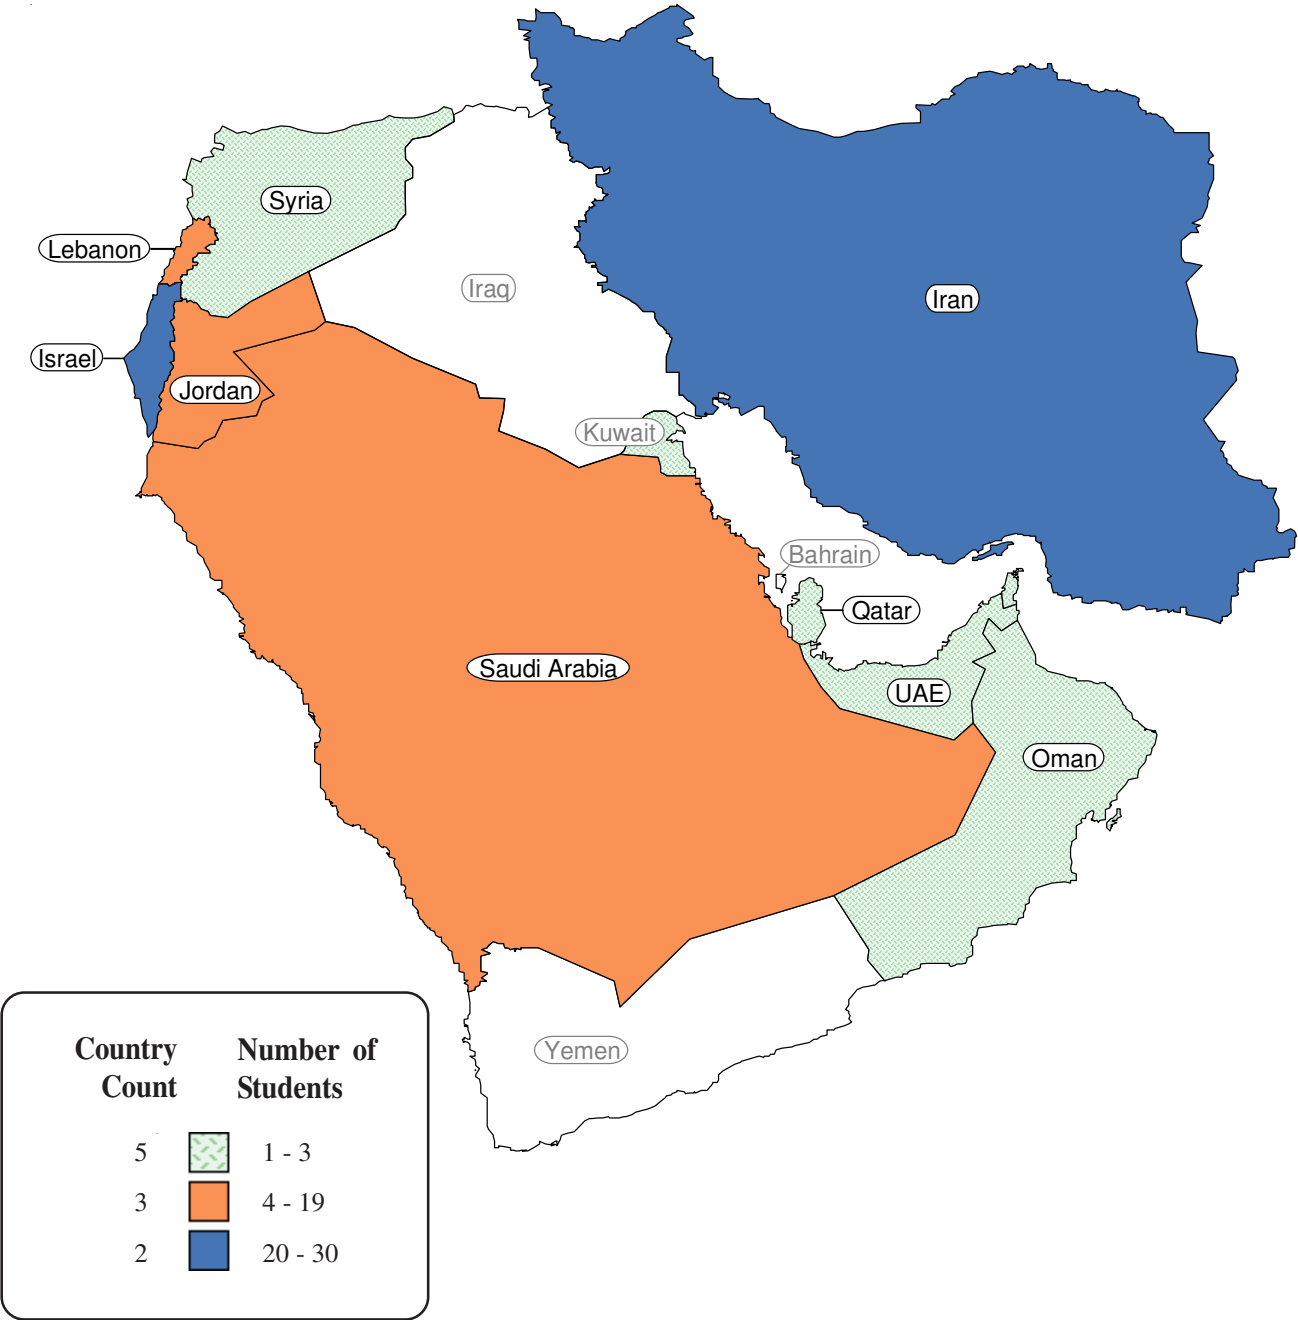 Syria
Lebanon
Iraq
Iran
Israel
Jordan
Kuwait
Bahrain
Qatar
Saudi Arabia
UAE
Oman
Yemen
Country Number of
Count Students
5 1 - 3
3 4 - 19
2 20 - 30